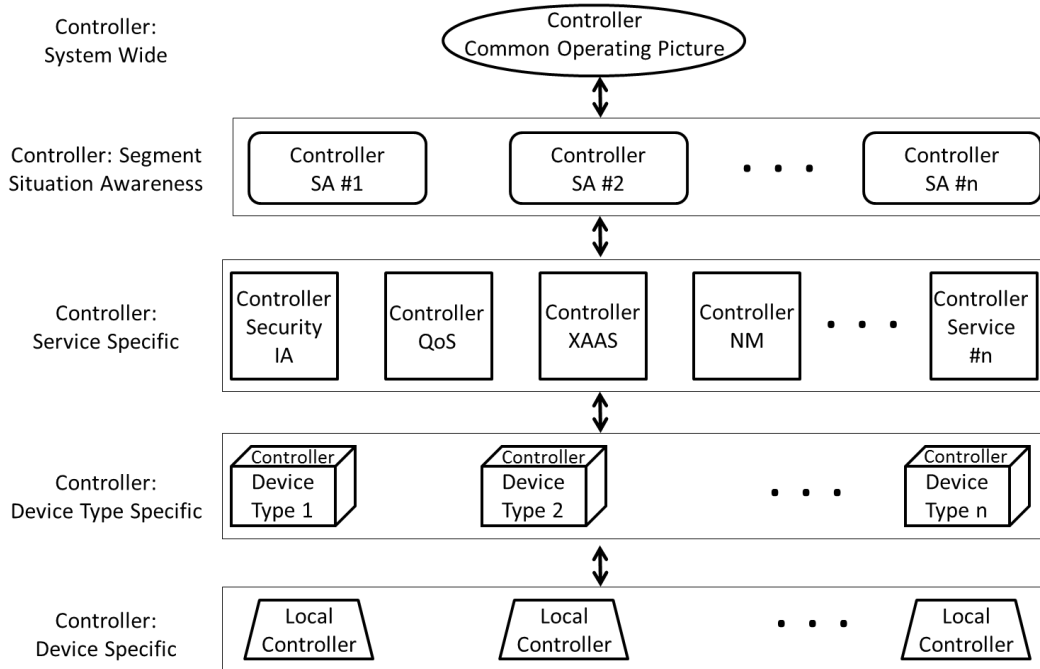 Controller:
System Wide
Controller
Common Operating Picture
Controller: Segment
Situation Awareness
Controller
SA #1
Controller
SA #2
Controller
SA #n
Controller:
Service Specific
Controller
Security
IA
Controller
QoS
Controller
XAAS
Controller
NM
Controller
Service
#n
Controller:
Device Type Specific
Controller
Device
Type 1
Controller
Device
Type 2
Controller
Device
Type n
Controller:
Device Specific
Local
Controller
Local
Controller
Local
Controller